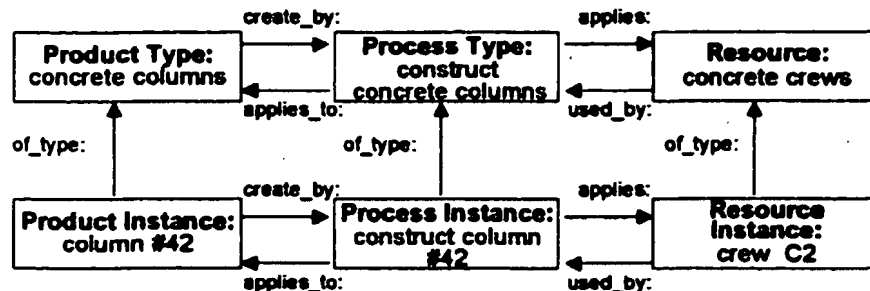 create_by: applies:
Product Type: Process Type: Resource:
concrete columns construct concrete crews
concrete columns
applies_to: used_by:
of_type: of_type: of_type:
create_by: applies:
Product Instance: Process Instance: Resource
column #42 construct column Instance:
#42 crew C2
applies_to: used_by: